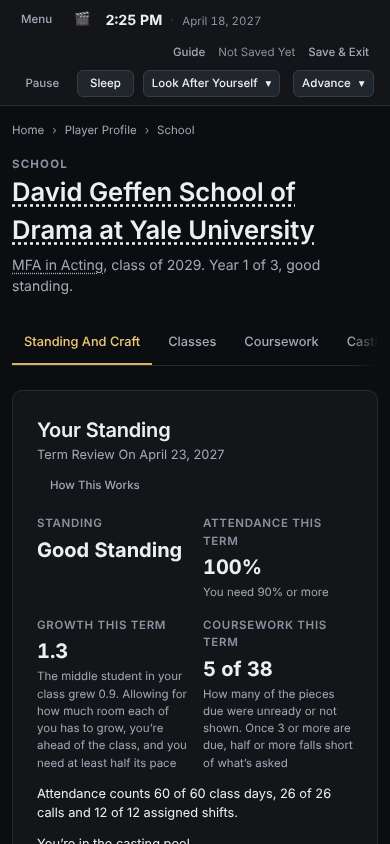 Menu 🎬 2:25 PM · April 18, 2027
Guide Not Saved Yet Save & Exit
Pause Sleep Look After Yourself ▾ Advance ▾
Home › Player Profile › School
SCHOOL
David Geffen School of
Drama at Yale University
MFA in Acting, class of 2029. Year 1 of 3, good
standing.
Standing And Craft Classes Coursework Cast
Your Standing
Term Review On April 23, 2027
How This Works
STANDING
Good Standing
ATTENDANCE THIS
TERM
100%
You need 90% or more
GROWTH THIS TERM
1.3
The middle student in your
class grew 0.9. Allowing for
how much room each of
you has to grow, you're
ahead of the class, and you
need at least half its pace
COURSEWORK THIS
TERM
5 of 38
How many of the pieces
due were unready or not
shown. Once 3 or more are
due, half or more falls short
of what's asked
Attendance counts 60 of 60 class days, 26 of 26
calls and 12 of 12 assigned shifts.
You're in the casting pool